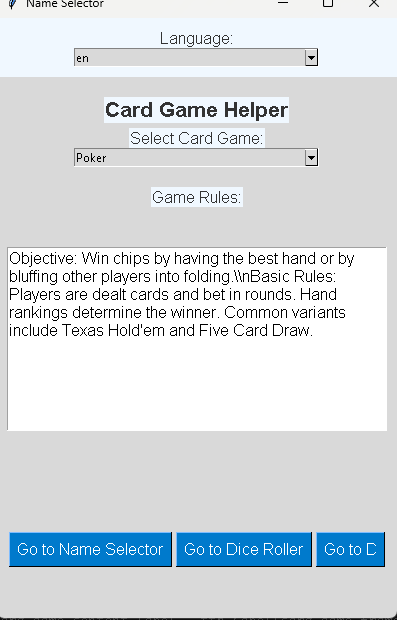 Name Selector
Language:
en
Card Game Helper
Select Card Game:
Poker
Game Rules:
Objective: Win chips by having the best hand or by
bluffing other players into folding.\\nBasic Rules:
Players are dealt cards and bet in rounds. Hand
rankings determine the winner. Common variants
include Texas Hold'em and Five Card Draw.
Go to Name Selector Go to Dice Roller Go to D